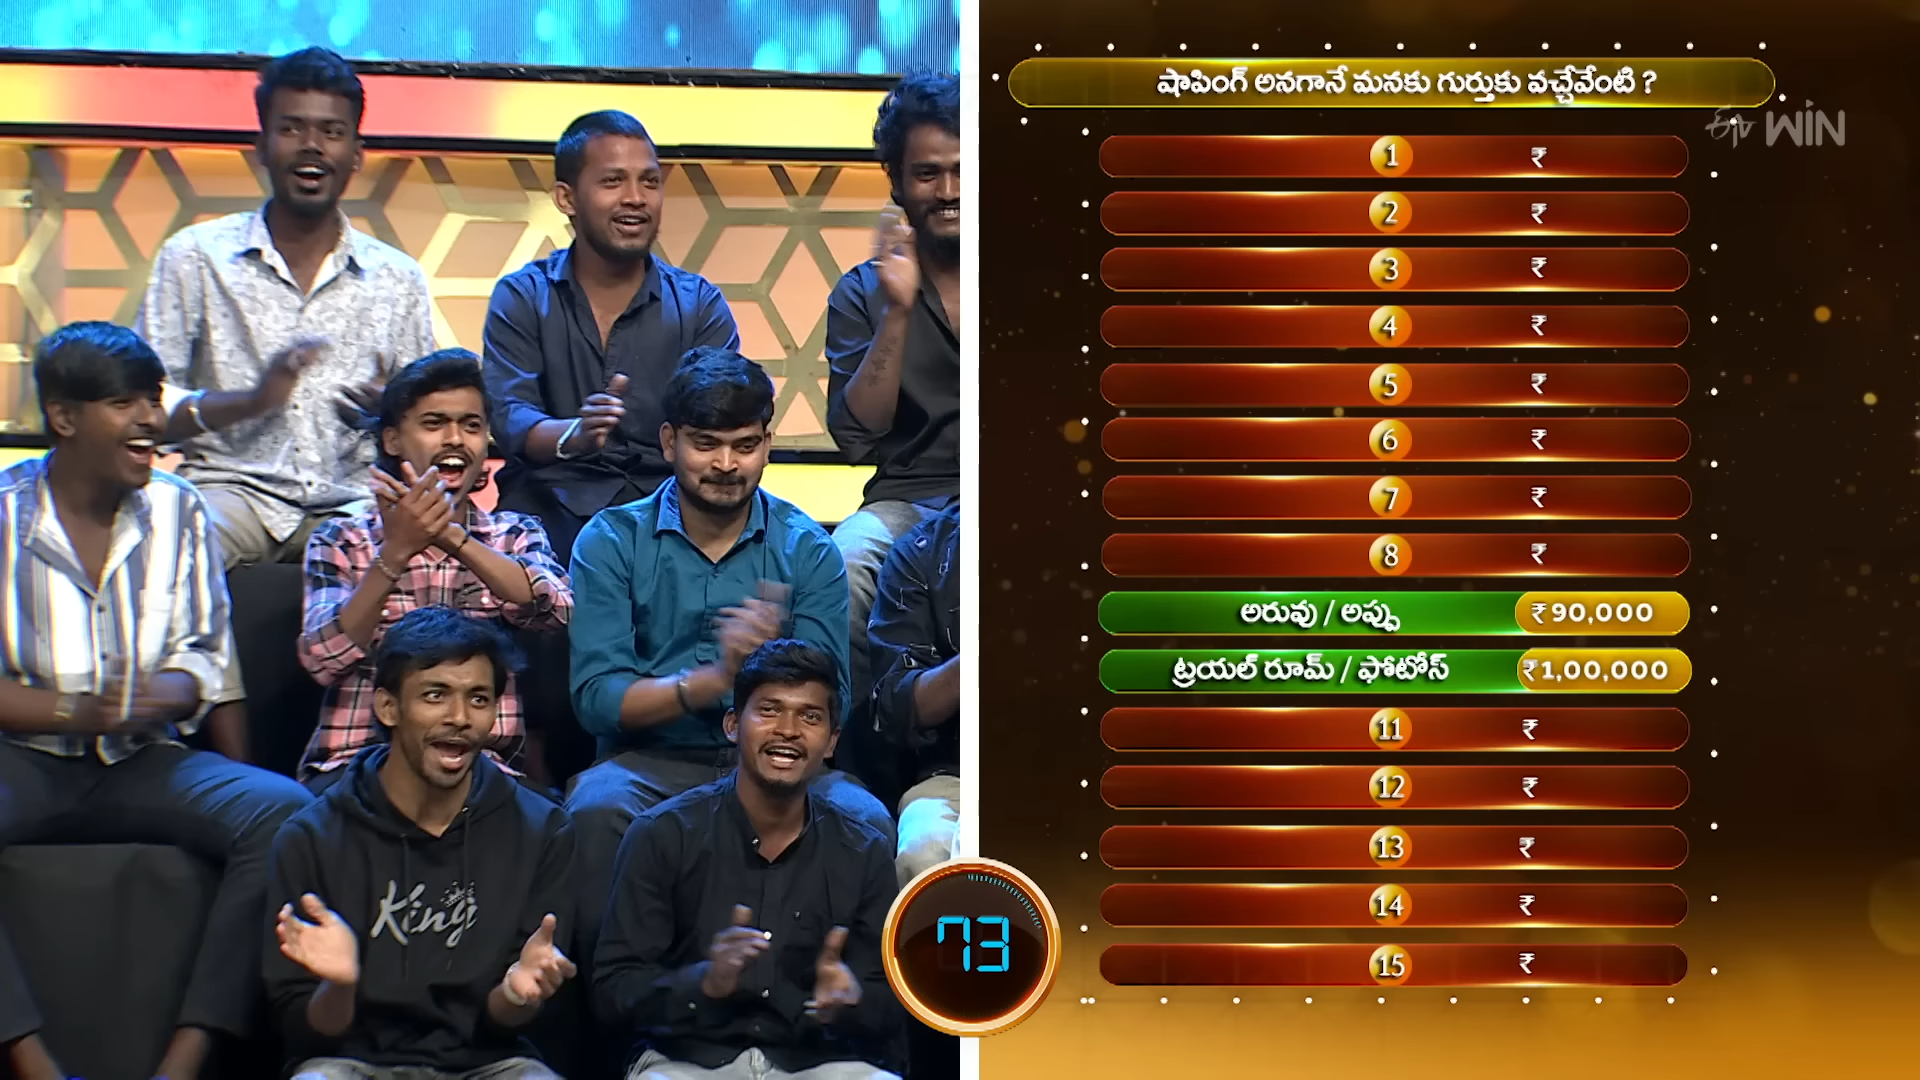 షాపింగ్ అనగానే మనకు గుర్తుకు వచ్చేవేంటి ?
ఈటీవీ WIN
1 ₹
2 ₹
3 ₹
4 ₹
5 ₹
6 ₹
7 ₹
8 ₹
అరువు / అప్పు ₹90,000
ట్రయల్ రూమ్ / ఫోటోస్ ₹1,00,000
11 ₹
12 ₹
13 ₹
14 ₹
15 ₹
73
King